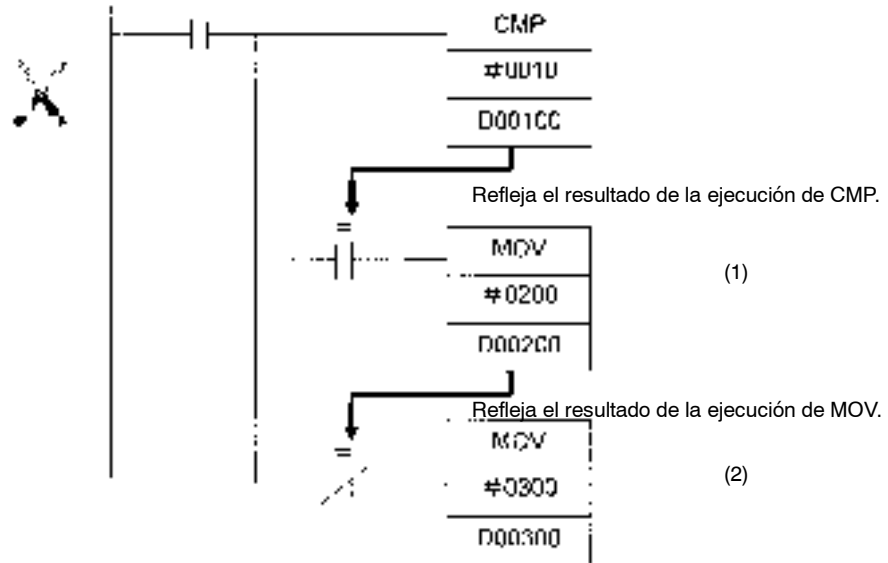 CMP
#0010
D00100
Refleja el resultado de la ejecución de CMP.
=
MOV
(1)
#0200
D00200
Refleja el resultado de la ejecución de MOV.
=
MOV
(2)
#0300
D00300